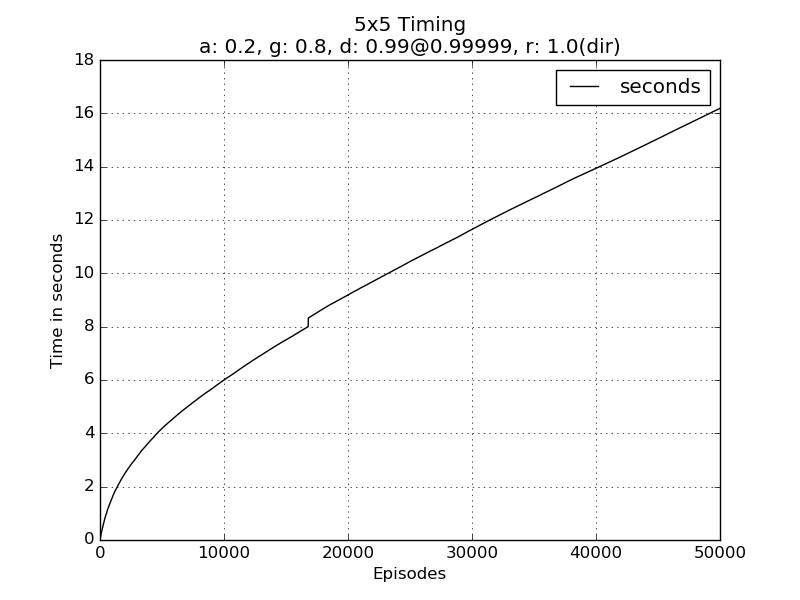 5x5 Timing
a: 0.2, g: 0.8, d: 0.99@0.99999, r: 1.0(dir)
seconds
18
16
14
12
10
8
6
4
2
0
Time in seconds
0 10000 20000 30000 40000 50000
Episodes